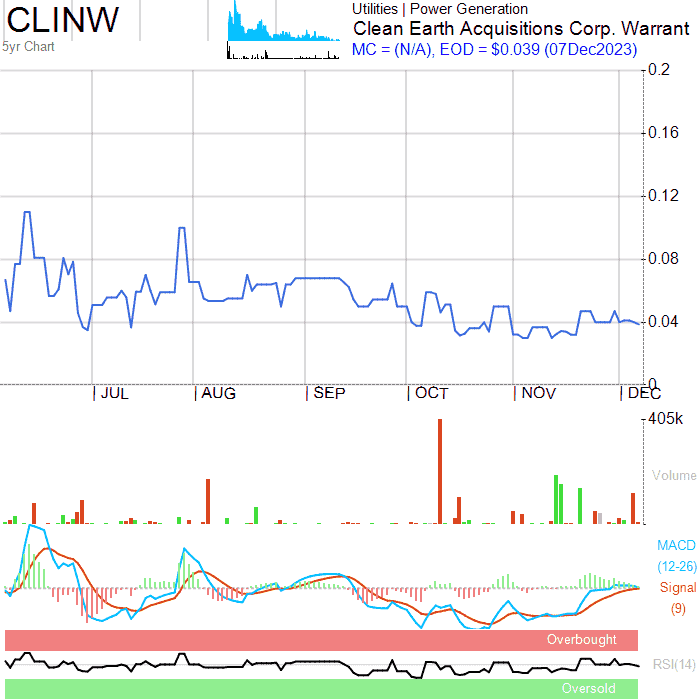 CLINW
5yr Chart
Utilities | Power Generation
Clean Earth Acquisitions Corp. Warrant
MC = (N/A), EOD = $0.039 (07Dec2023)
0.2
0.16
0.12
0.08
0.04
0
JUL AUG SEP OCT NOV DEC
405k
Volume
MACD
(12-26)
Signal
(9)
Overbought
RSI(14)
Oversold